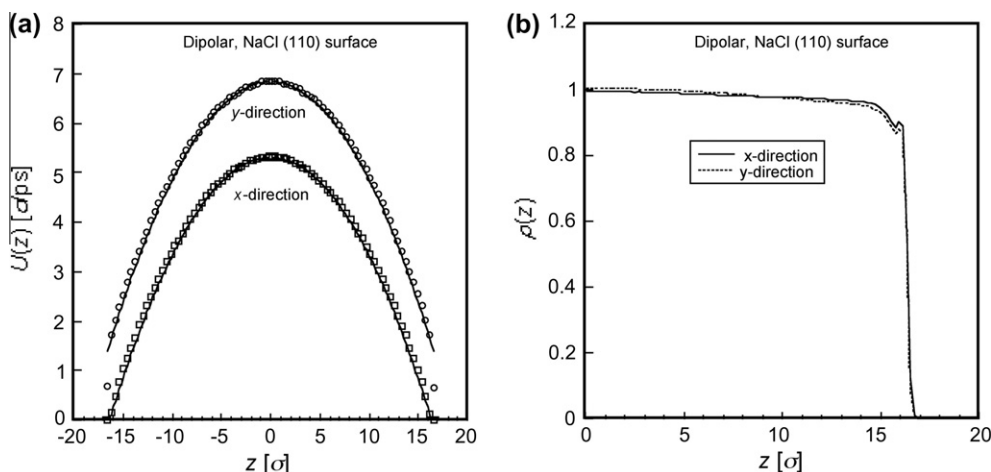 (a)
Dipolar, NaCl (110) surface
U(z) [σ/ps]
8
7
6
5
4
3
2
1
0
y-direction
x-direction
-20 -15 -10 -5 0 5 10 15 20
z [σ]
(b)
Dipolar, NaCl (110) surface
ρ(z)
1.2
1
0.8
0.6
0.4
0.2
0
x-direction
y-direction
0 5 10 15 20
z [σ]